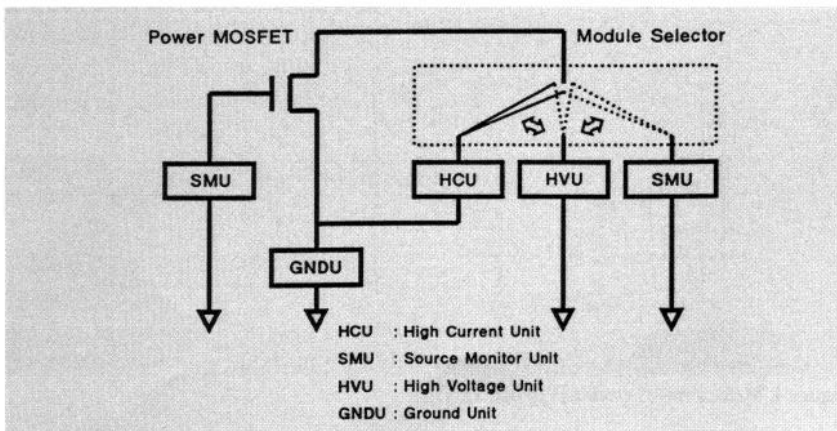 Power MOSFET
Module Selector
SMU
HCU
HVU
SMU
GNDU
HCU : High Current Unit
SMU : Source Monitor Unit
HVU : High Voltage Unit
GNDU : Ground Unit